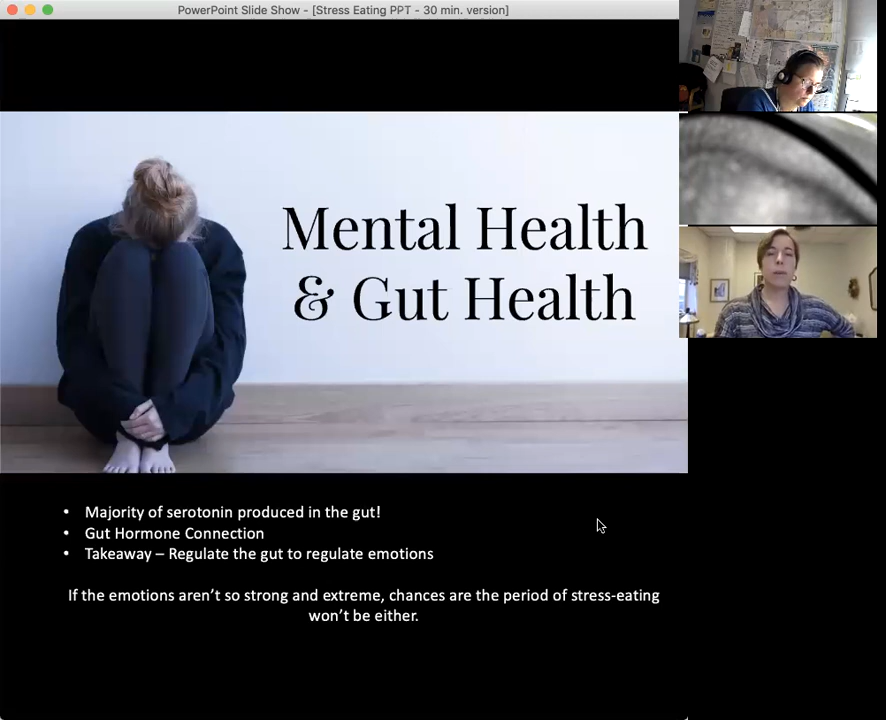 PowerPoint Slide Show - [Stress Eating PPT - 30 min. version]
Mental Health
& Gut Health
• Majority of serotonin produced in the gut!
• Gut Hormone Connection
• Takeaway – Regulate the gut to regulate emotions
If the emotions aren't so strong and extreme, chances are the period of stress-eating
won't be either.